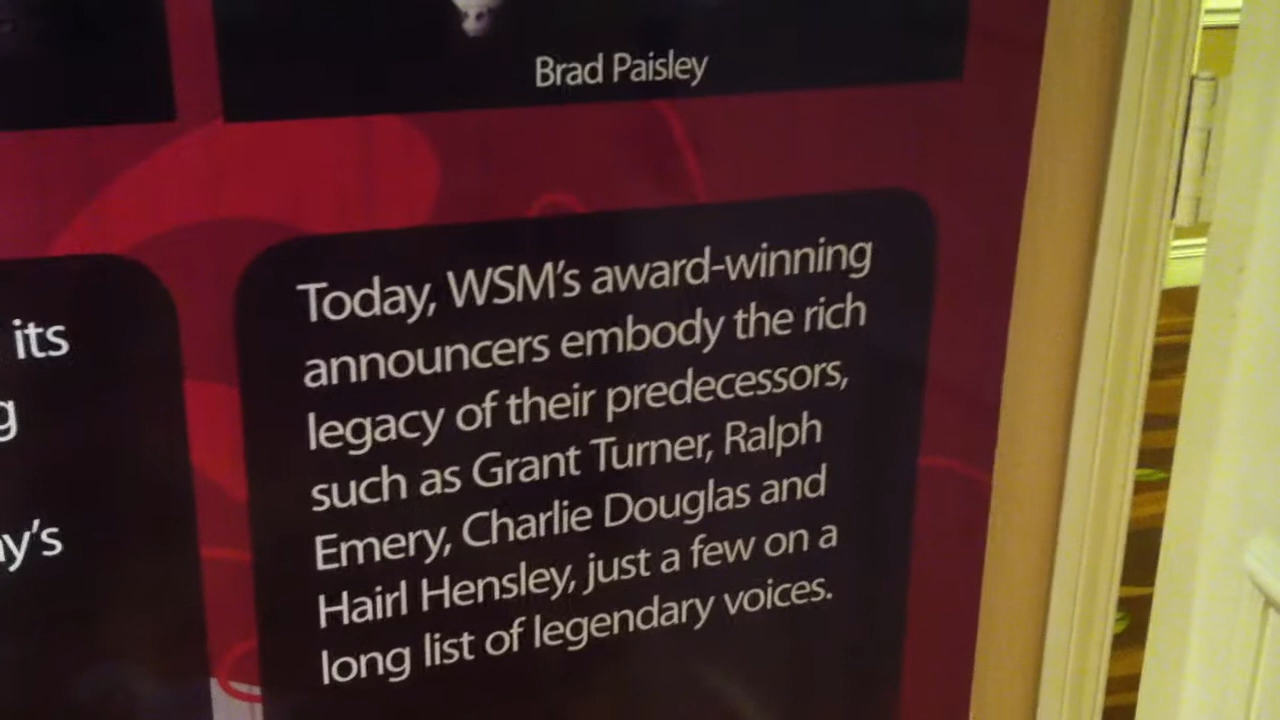 Brad Paisley
its
g
ay's
Today, WSM's award-winning
announcers embody the rich
legacy of their predecessors,
such as Grant Turner, Ralph
Emery, Charlie Douglas and
Hairl Hensley, just a few on a
long list of legendary voices.